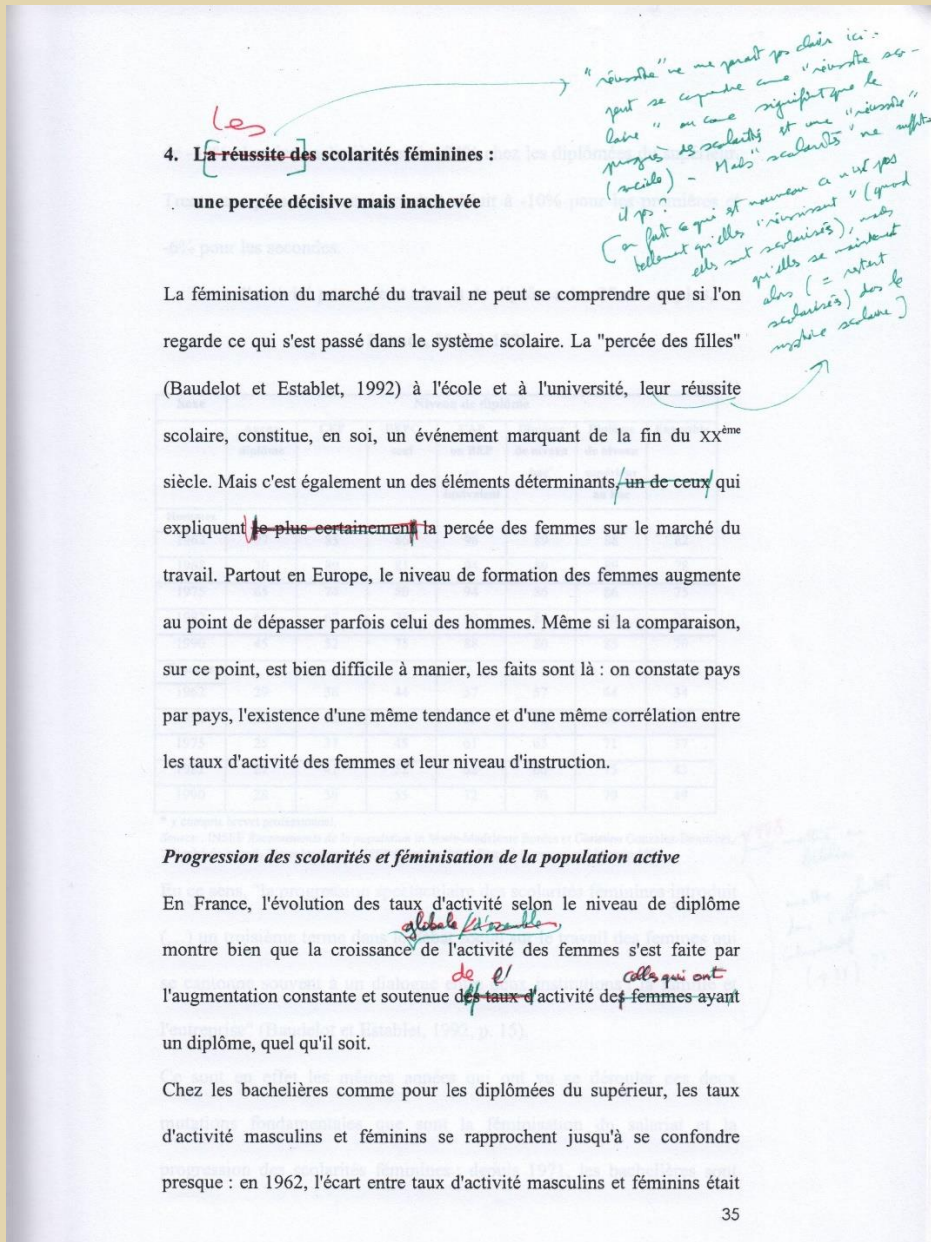 "réussite" ne me paraît pas clair ici -
peut se comprendre comme "réussite sco-
laire" ou comme signifiant que le
progrès des scolarités est une "réussite"
(sociale) - Mais "scolarités" ne suffit
il pas ?
(en fait ce qui est nouveau ce n'est pas
tellement qu'elles "réussissent" (quand
elles sont scolarisées), mais
qu'elles se maintiennent
alors (= restent
scolarisées) dans le
système scolaire]
les
4. [La réussite des] scolarités féminines :
une percée décisive mais inachevée
La féminisation du marché du travail ne peut se comprendre que si l'on
regarde ce qui s'est passé dans le système scolaire. La "percée des filles"
(Baudelot et Establet, 1992) à l'école et à l'université, leur réussite
scolaire, constitue, en soi, un événement marquant de la fin du XXème
siècle. Mais c'est également un des éléments déterminants, un de ceux qui
expliquent le plus certainement la percée des femmes sur le marché du
travail. Partout en Europe, le niveau de formation des femmes augmente
au point de dépasser parfois celui des hommes. Même si la comparaison,
sur ce point, est bien difficile à manier, les faits sont là : on constate pays
par pays, l'existence d'une même tendance et d'une même corrélation entre
les taux d'activité des femmes et leur niveau d'instruction.
Progression des scolarités et féminisation de la population active
En France, l'évolution des taux d'activité selon le niveau de diplôme
globale / d'ensemble
montre bien que la croissance de l'activité des femmes s'est faite par
de l' celles qui ont
l'augmentation constante et soutenue des taux d'activité des femmes ayant
un diplôme, quel qu'il soit.
Chez les bachelières comme pour les diplômées du supérieur, les taux
d'activité masculins et féminins se rapprochent jusqu'à se confondre
presque : en 1962, l'écart entre taux d'activité masculins et féminins était
35